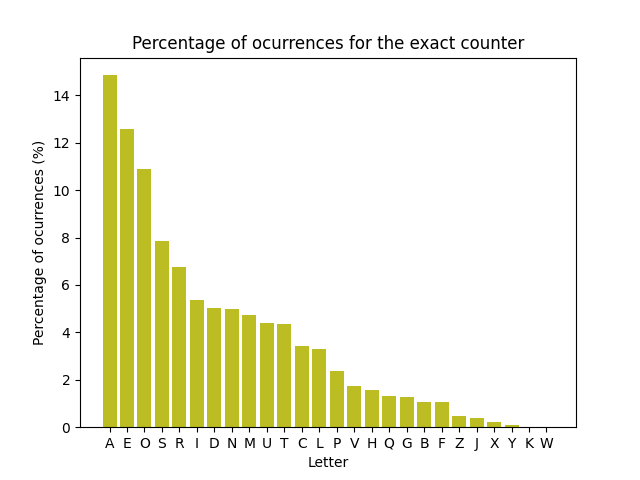 Percentage of ocurrences for the exact counter
Percentage of ocurrences (%)
14
12
10
8
6
4
2
0
A E O S R I D N M U T C L P V H Q G B F Z J X Y K W
Letter